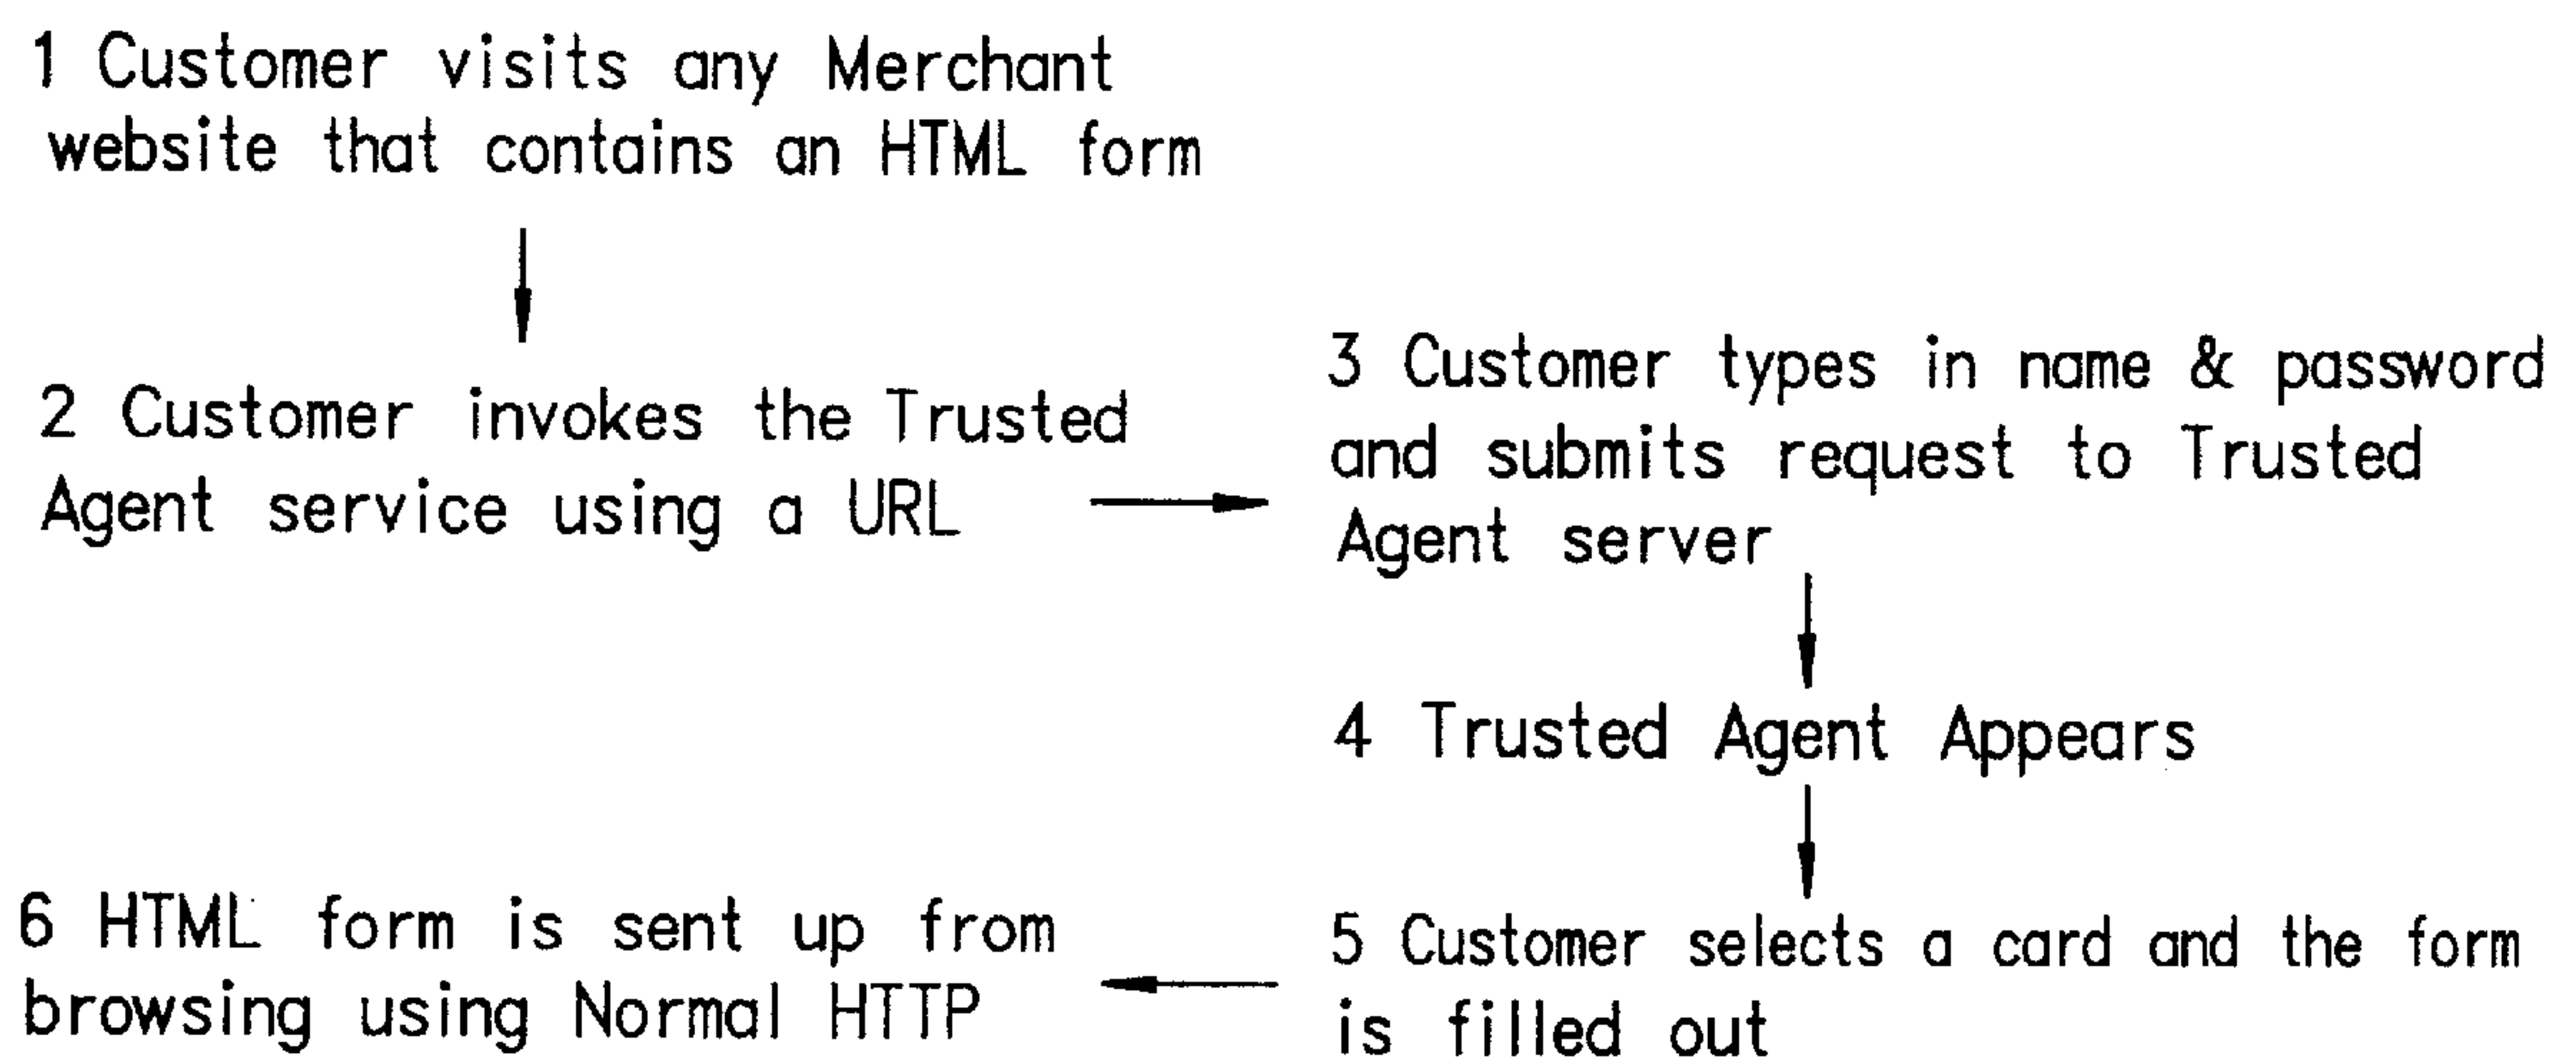 1 Customer visits any Merchant
website that contains an HTML form
2 Customer invokes the Trusted
Agent service using a URL
3 Customer types in name & password
and submits request to Trusted
Agent server
4 Trusted Agent Appears
5 Customer selects a card and the form
is filled out
6 HTML form is sent up from
browsing using Normal HTTP